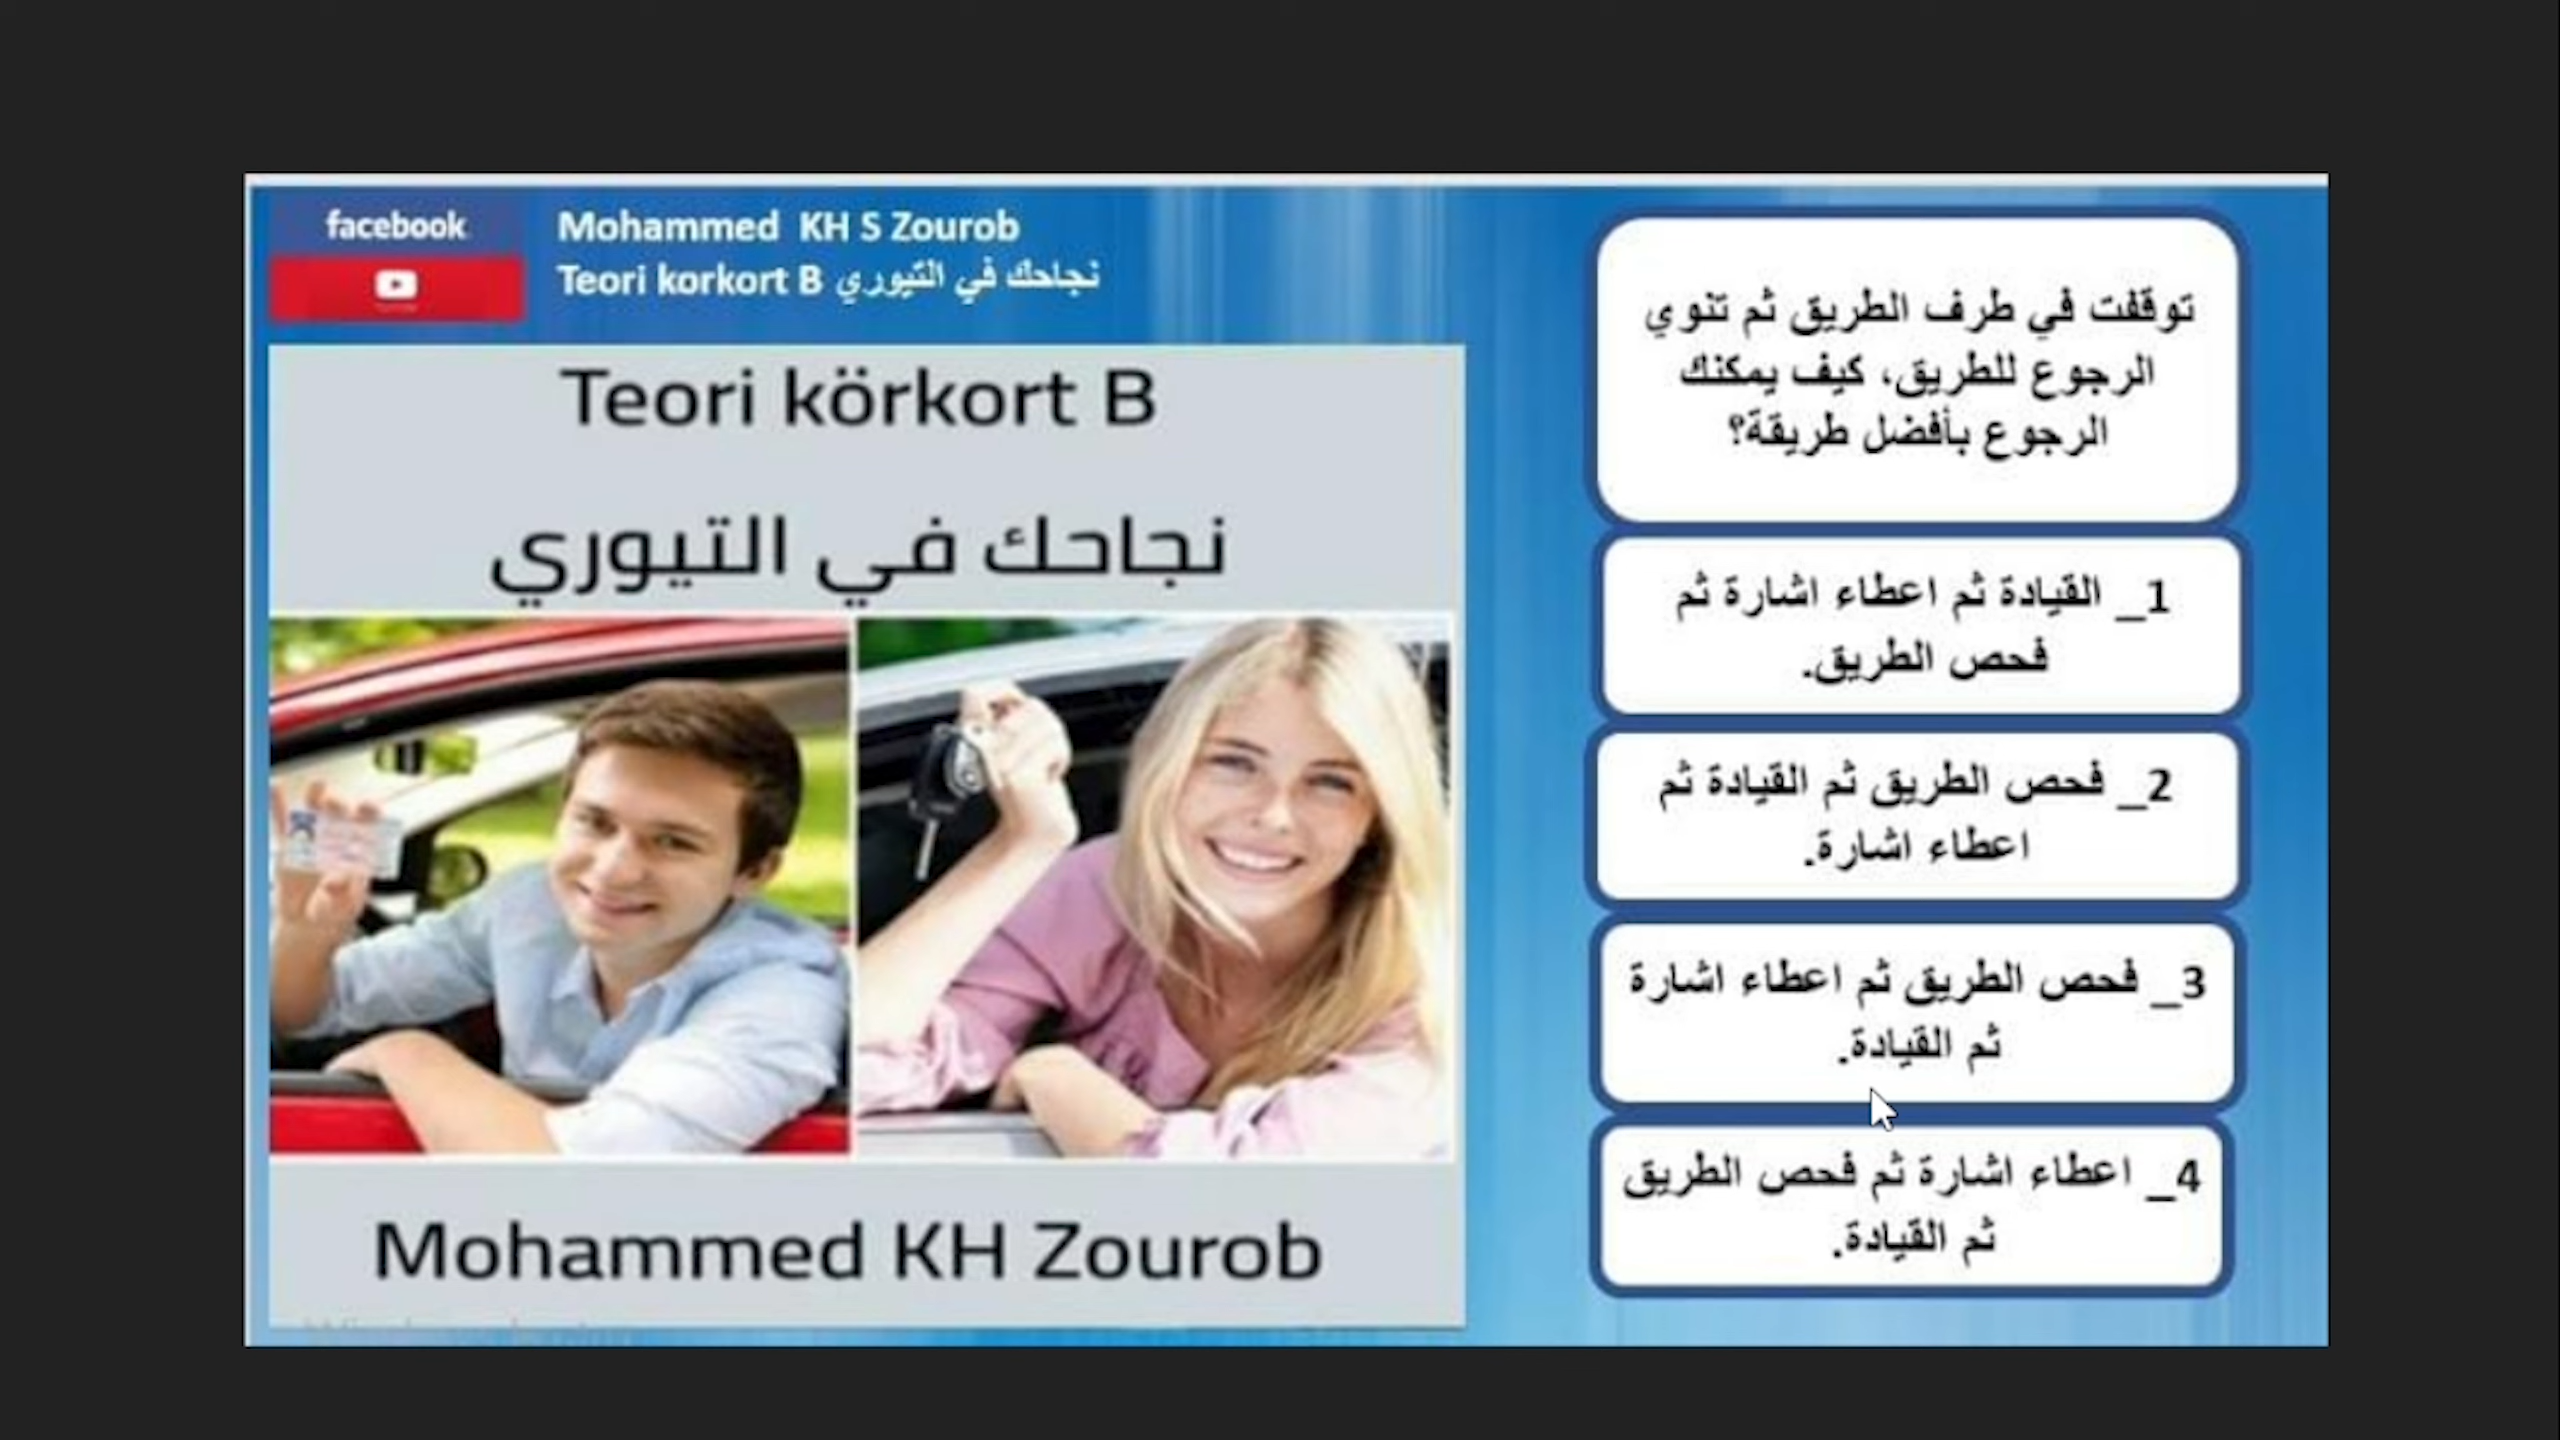 facebook
Mohammed KH S Zourob
Teori korkort B نجاحك في التيوري
Teori körkort B
نجاحك في التيوري
Mohammed KH Zourob
توقفت في طرف الطريق ثم تنوي
الرجوع للطريق، كيف يمكنك
الرجوع بأفضل طريقة؟
1_ القيادة ثم اعطاء اشارة ثم
فحص الطريق.
2_ فحص الطريق ثم القيادة ثم
اعطاء اشارة.
3_ فحص الطريق ثم اعطاء اشارة
ثم القيادة.
4_ اعطاء اشارة ثم فحص الطريق
ثم القيادة.